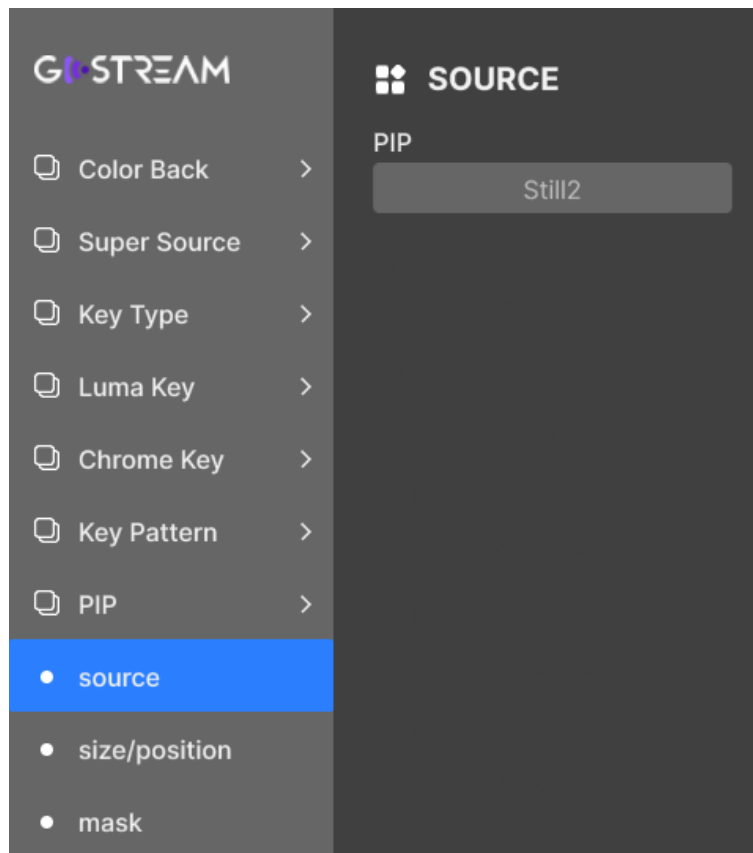 GOSTREAM
Color Back
Super Source
Key Type
Luma Key
Chrome Key
Key Pattern
PIP
source
size/position
mask
SOURCE
PIP
Still2